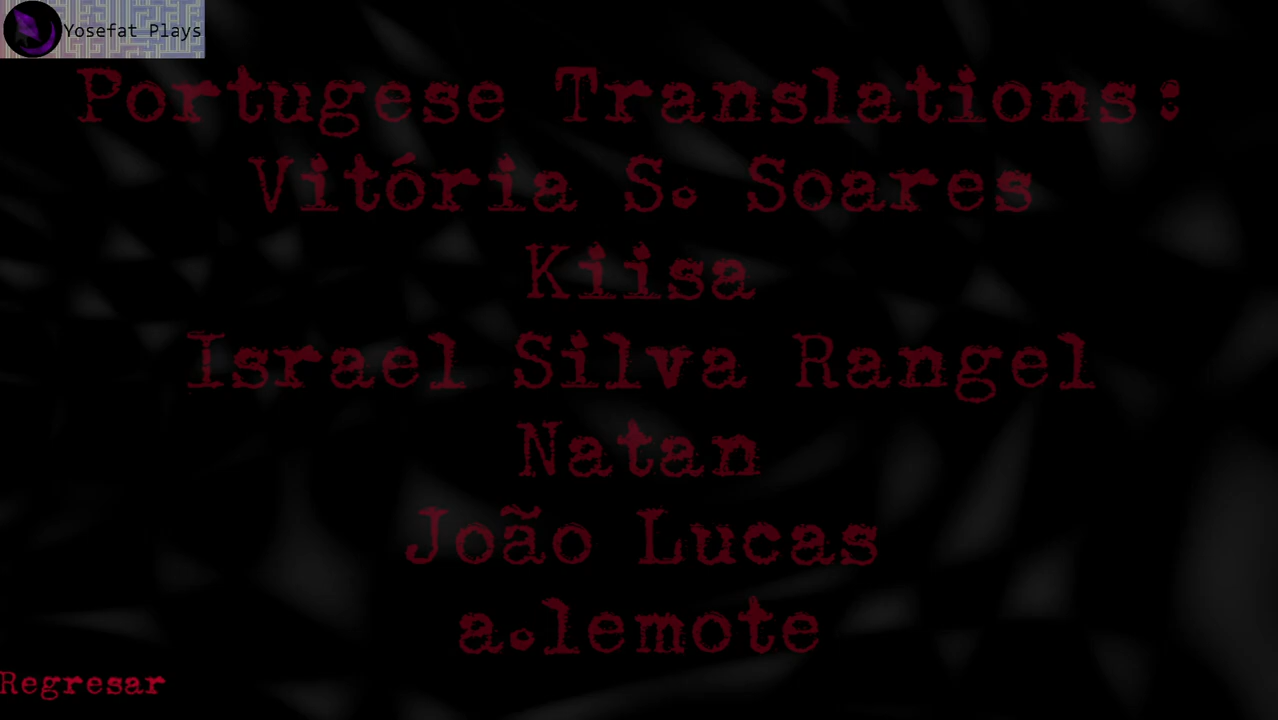 Yosefat Plays
Portugese Translations:
Vitória S. Soares
Kiisa
Israel Silva Rangel
Natan
João Lucas
a.lemote
Regresar